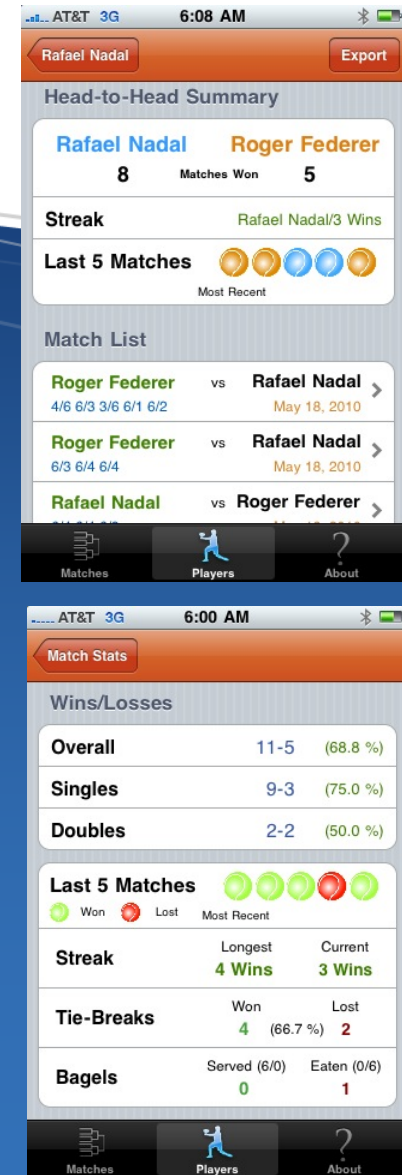 AT&T 3G 6:08 AM
Rafael Nadal Export
Head-to-Head Summary
Rafael Nadal Roger Federer
8 Matches Won 5
Streak Rafael Nadal/3 Wins
Last 5 Matches
Most Recent
Match List
Roger Federer vs Rafael Nadal
4/6 6/3 3/6 6/1 6/2 May 18, 2010
Roger Federer vs Rafael Nadal
6/3 6/4 6/4 May 18, 2010
Rafael Nadal vs Roger Federer
Matches Players About
AT&T 3G 6:00 AM
Match Stats
Wins/Losses
Overall 11-5 (68.8 %)
Singles 9-3 (75.0 %)
Doubles 2-2 (50.0 %)
Last 5 Matches
Won Lost Most Recent
Longest Current
Streak 4 Wins 3 Wins
Won Lost
Tie-Breaks 4 (66.7 %) 2
Served (6/0) Eaten (0/6)
Bagels 0 1
Matches Players About